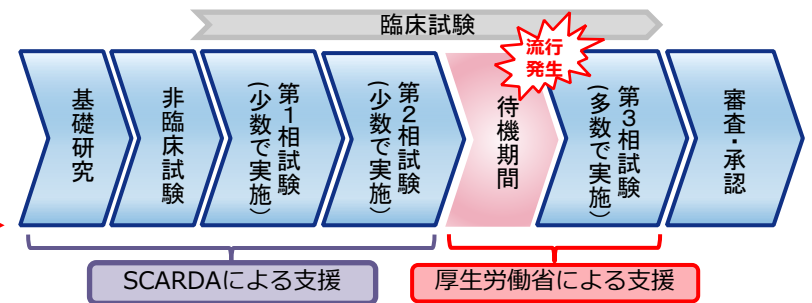 臨床試験
流行
発生
基礎研究
非臨床試験
第1相試験
(少数で実施)
第2相試験
(少数で実施)
待機期間
第3相試験
(多数で実施)
審査・承認
SCARDAによる支援
厚生労働省による支援